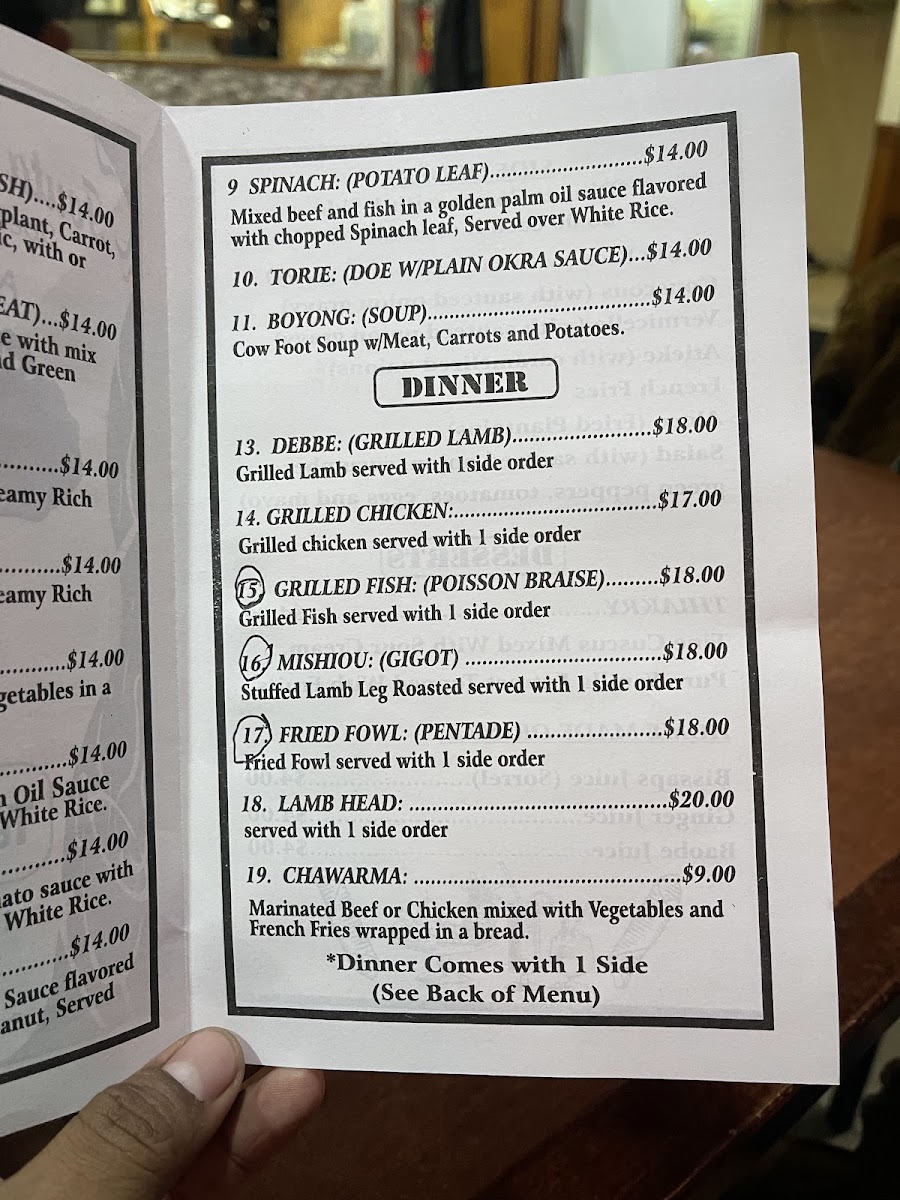 SH)....$14.00
plant, Carrot,
ic, with or
EAT)...$14.00
e with mix
d Green
..........$14.00
eamy Rich
..........$14.00
eamy Rich
............$14.00
getables in a
............$14.00
n Oil Sauce
White Rice.
..........$14.00
ato sauce with
White Rice.
............$14.00
Sauce flavored
anut, Served
9 SPINACH: (POTATO LEAF)..........................$14.00
Mixed beef and fish in a golden palm oil sauce flavored
with chopped Spinach leaf, Served over White Rice.
10. TORIE: (DOE W/PLAIN OKRA SAUCE)...$14.00
11. BOYONG: (SOUP)......................................$14.00
Cow Foot Soup w/Meat, Carrots and Potatoes.
DINNER
13. DEBBE: (GRILLED LAMB)........................$18.00
Grilled Lamb served with 1side order
14. GRILLED CHICKEN:...................................$17.00
Grilled chicken served with 1 side order
15. GRILLED FISH: (POISSON BRAISE).........$18.00
Grilled Fish served with 1 side order
16. MISHIOU: (GIGOT) ..................................$18.00
Stuffed Lamb Leg Roasted served with 1 side order
17. FRIED FOWL: (PENTADE) ........................$18.00
Fried Fowl served with 1 side order
18. LAMB HEAD: .............................................$20.00
served with 1 side order
19. CHAWARMA: ..............................................$9.00
Marinated Beef or Chicken mixed with Vegetables and
French Fries wrapped in a bread.
*Dinner Comes with 1 Side
(See Back of Menu)